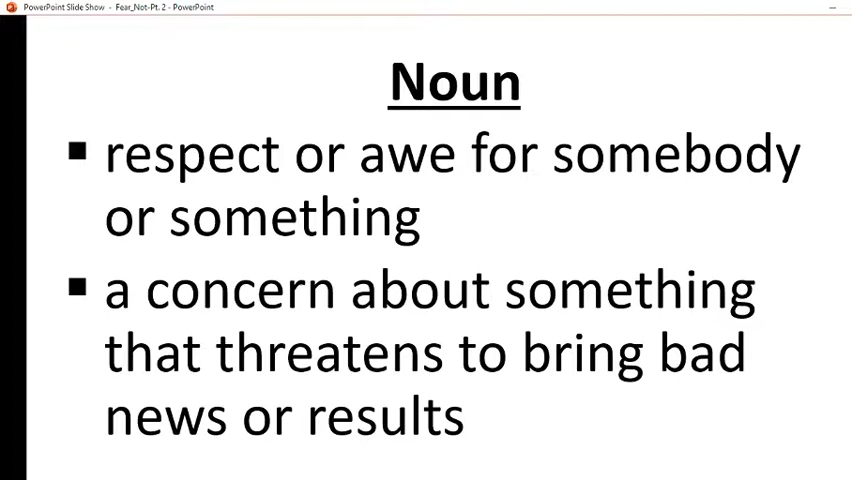 PowerPoint Slide Show - Fear_Not-Pt. 2 - PowerPoint
Noun
▪ respect or awe for somebody
or something
▪ a concern about something
that threatens to bring bad
news or results